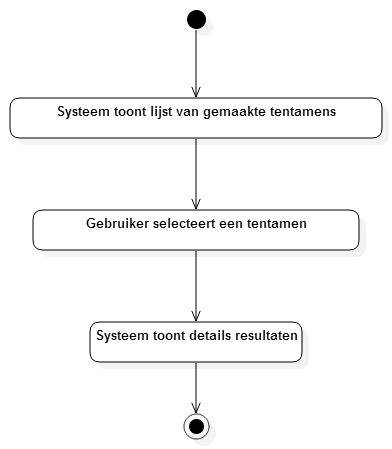 Systeem toont lijst van gemaakte tentamens
Gebruiker selecteert een tentamen
Systeem toont details resultaten